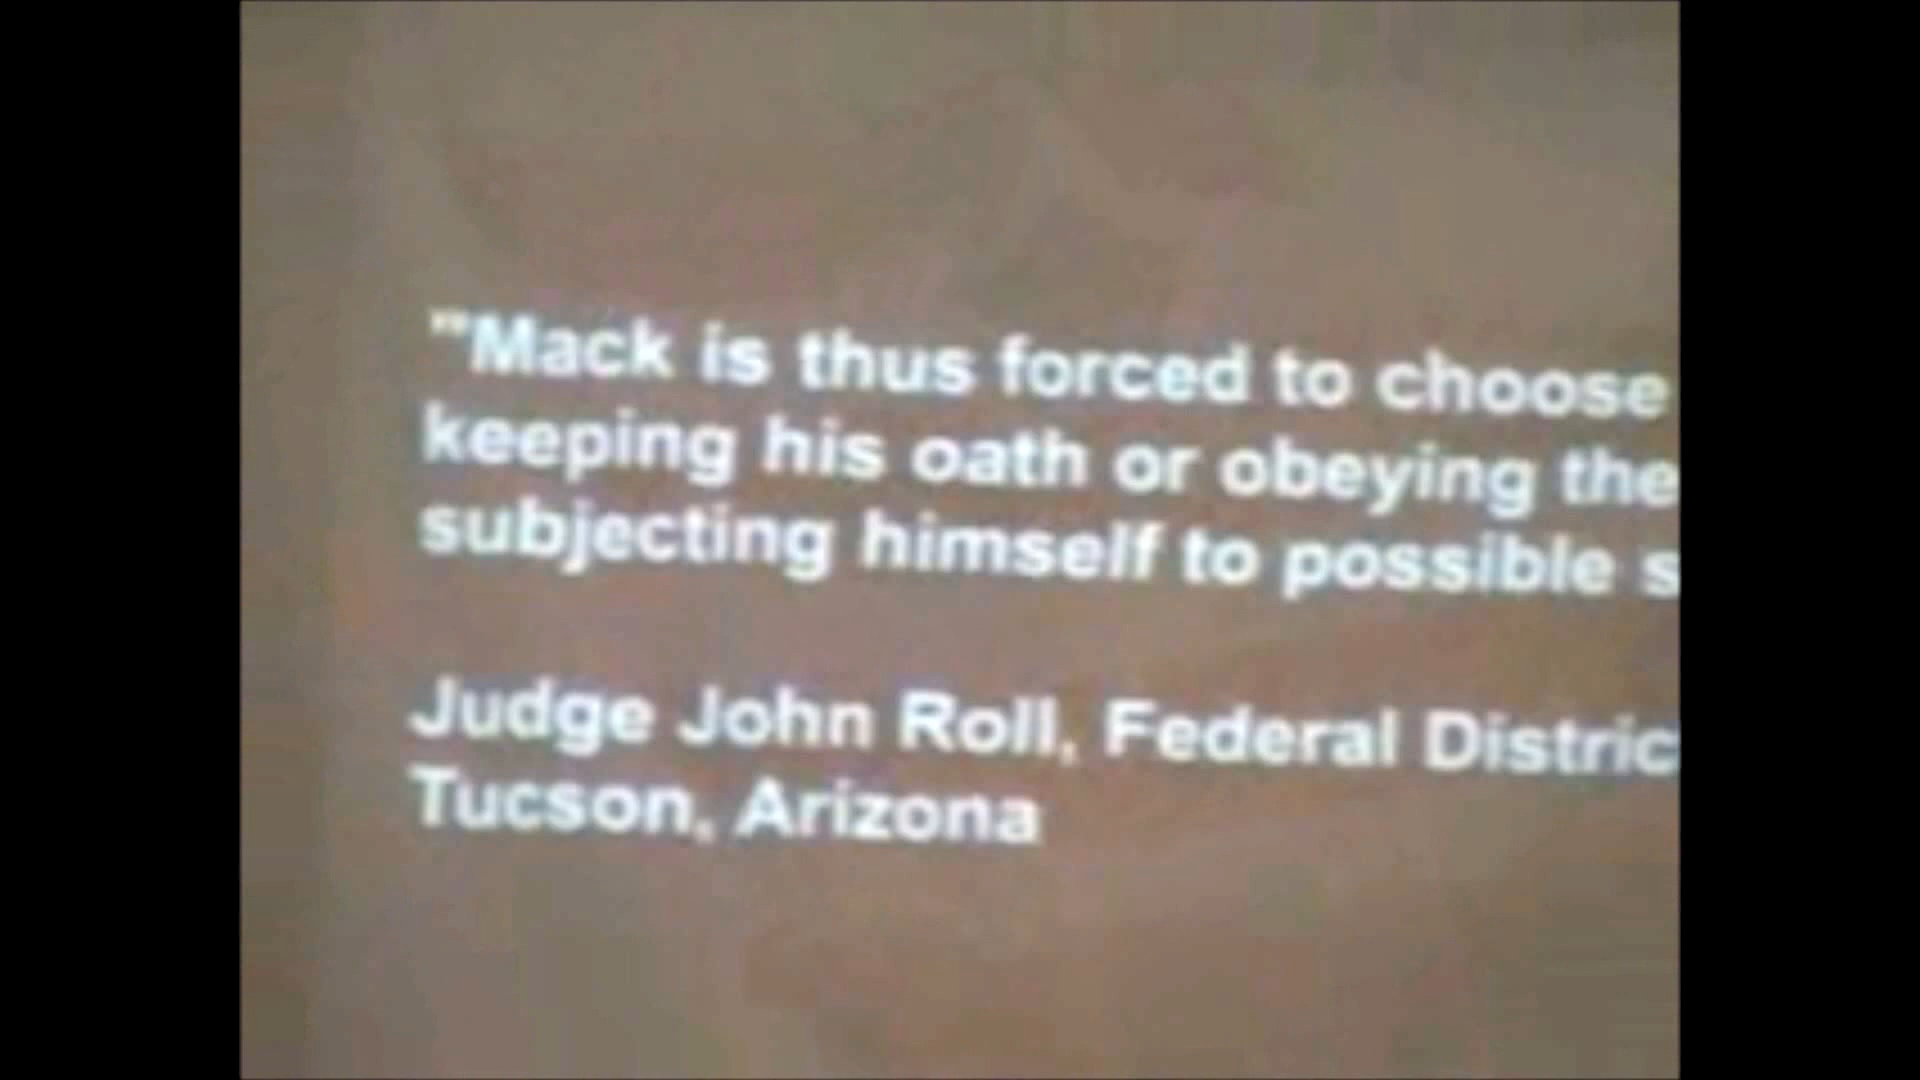 "Mack is thus forced to choose
keeping his oath or obeying the
subjecting himself to possible s
Judge John Roll, Federal Distric
Tucson, Arizona